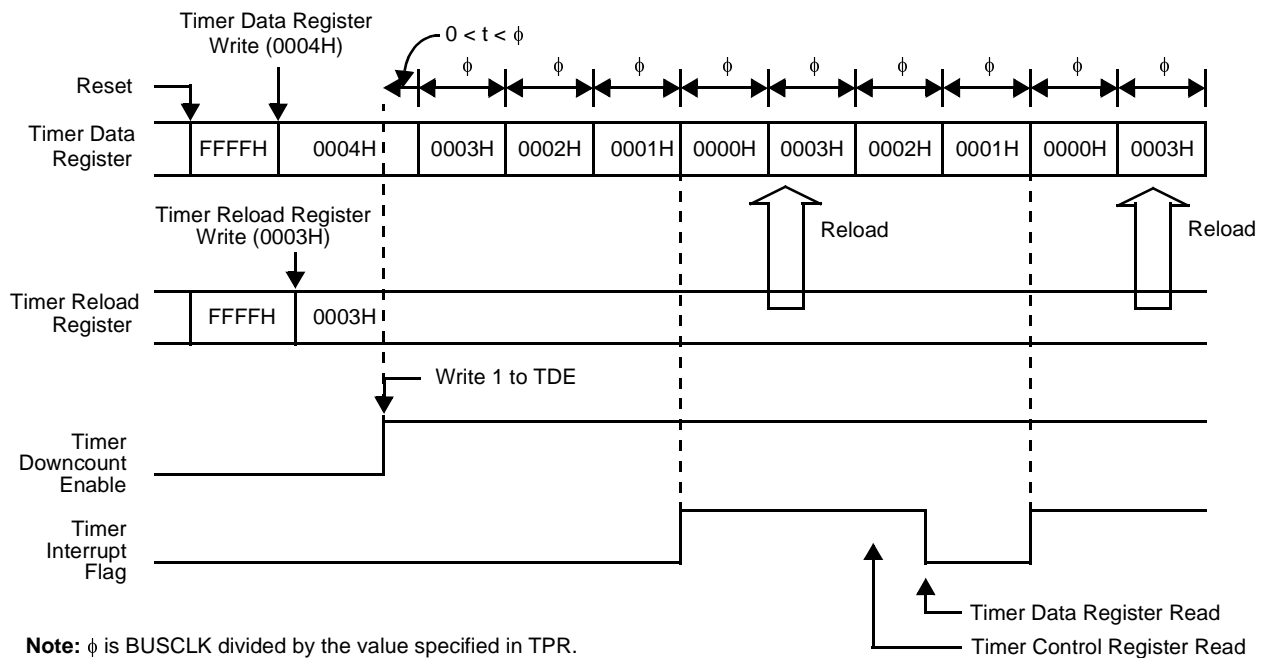 Timer Data Register
Write (0004H)
0 < t < ϕ
ϕ ϕ ϕ ϕ ϕ ϕ ϕ ϕ ϕ
Reset
Timer Data
Register
FFFFH 0004H 0003H 0002H 0001H 0000H 0003H 0002H 0001H 0000H 0003H
Timer Reload Register
Write (0003H)
Reload
Reload
Timer Reload
Register
FFFFH 0003H
Write 1 to TDE
Timer
Downcount
Enable
Timer
Interrupt
Flag
Timer Data Register Read
Timer Control Register Read
Note: ϕ is BUSCLK divided by the value specified in TPR.